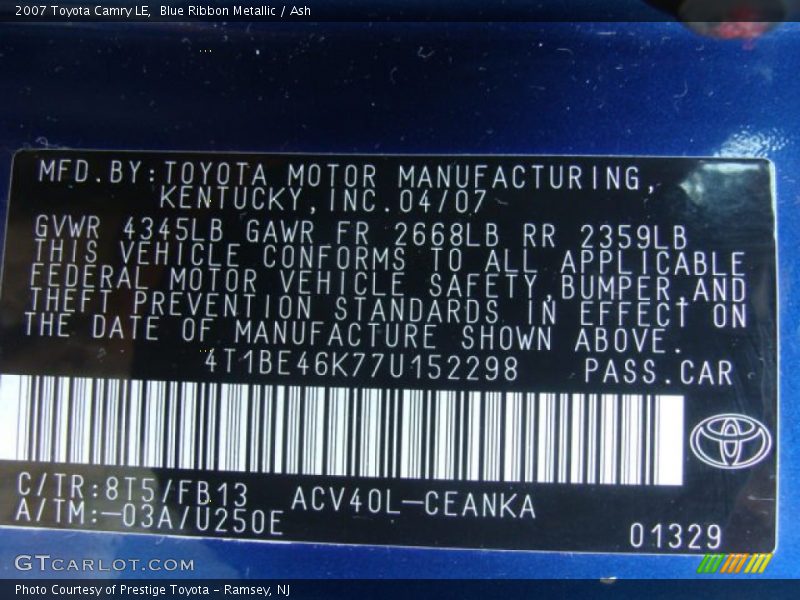 2007 Toyota Camry LE,  Blue Ribbon Metallic / Ash
MFD.BY:TOYOTA MOTOR MANUFACTURING,
KENTUCKY,INC.04/07
GVWR 4345LB GAWR FR 2668LB RR 2359LB
THIS VEHICLE CONFORMS TO ALL APPLICABLE
FEDERAL MOTOR VEHICLE SAFETY,BUMPER,AND
THEFT PREVENTION STANDARDS IN EFFECT ON
THE DATE OF MANUFACTURE SHOWN ABOVE.
4T1BE46K77U152298 PASS.CAR
C/TR:8T5/FB13 ACV40L-CEANKA
A/TM:-03A/U250E
01329
GTCARLOT.COM
Photo Courtesy of Prestige Toyota - Ramsey, NJ